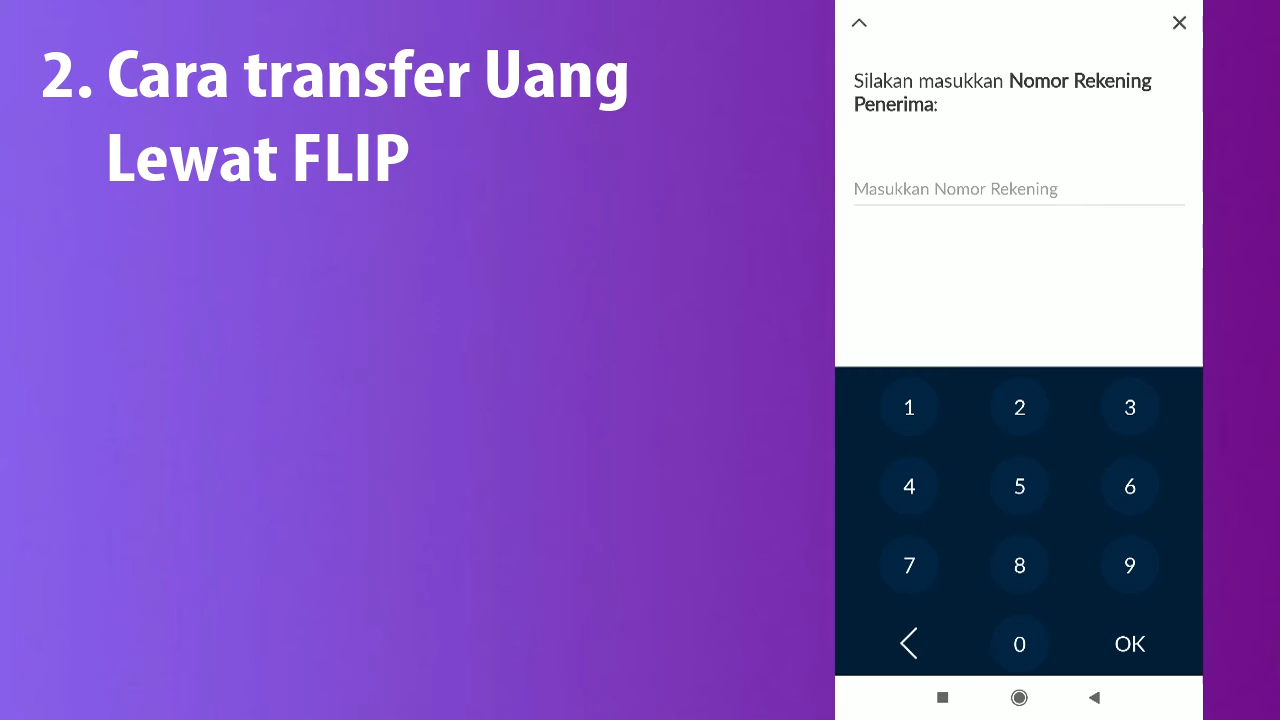 2. Cara transfer Uang
Lewat FLIP
Silakan masukkan Nomor Rekening
Penerima:
Masukkan Nomor Rekening
1 2 3
4 5 6
7 8 9
0 OK